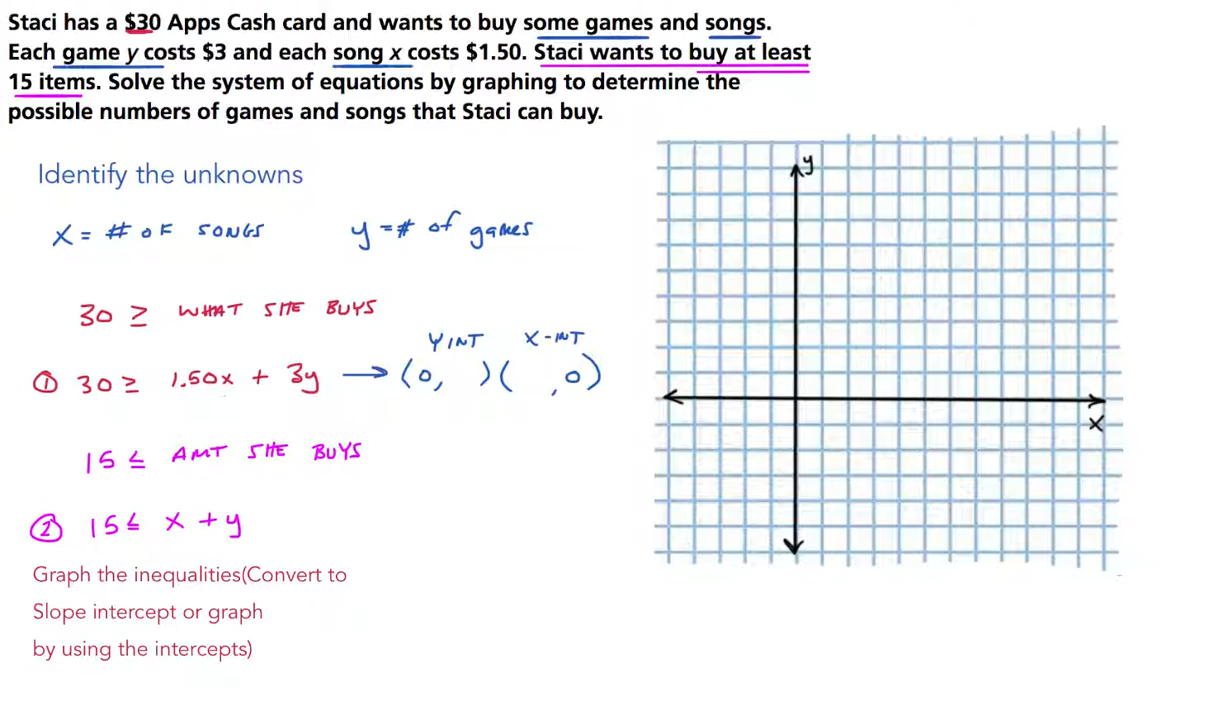 Staci has a $30 Apps Cash card and wants to buy some games and songs.
Each game y costs $3 and each song x costs $1.50. Staci wants to buy at least
15 items. Solve the system of equations by graphing to determine the
possible numbers of games and songs that Staci can buy.
Identify the unknowns
X = # OF SONGS y = # of games
30 ≥ WHAT SHE BUYS
Y INT X-INT
① 30 ≥ 1.50x + 3y → (0, ) ( , 0)
15 ≤ AMT SHE BUYS
② 15 ≤ x + y
Graph the inequalities(Convert to
Slope intercept or graph
by using the intercepts)
y
x